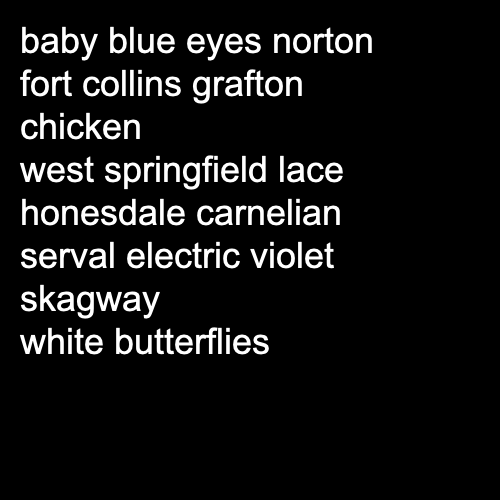 baby blue eyes norton
fort collins grafton
chicken
west springfield lace
honesdale carnelian
serval electric violet
skagway
white butterflies